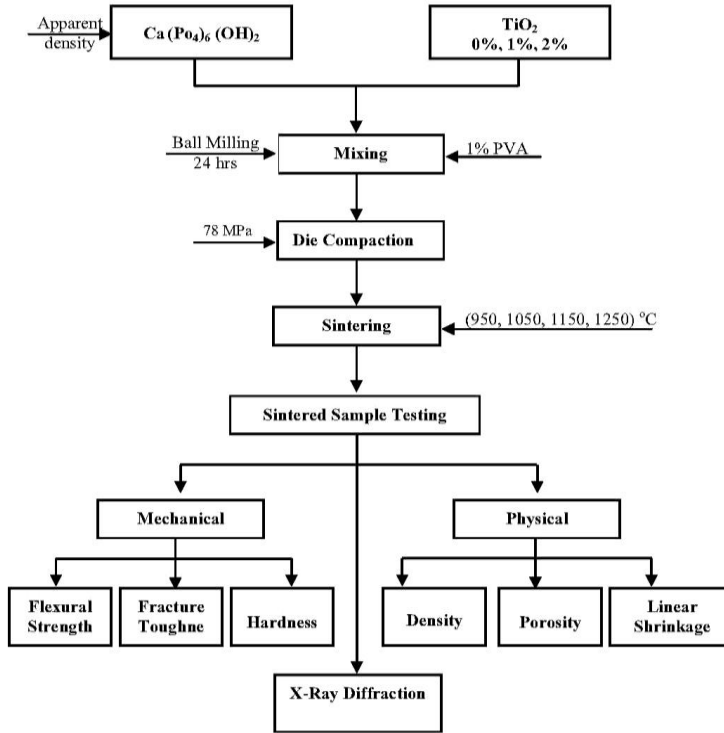 Apparent
density
Ca (Po₄)₆ (OH)₂
TiO₂
0%, 1%, 2%
Ball Milling
24 hrs
Mixing
1% PVA
78 MPa
Die Compaction
Sintering
(950, 1050, 1150, 1250) °C
Sintered Sample Testing
Mechanical
Physical
Flexural
Strength
Fracture
Toughne
Hardness
Density
Porosity
Linear
Shrinkage
X-Ray Diffraction